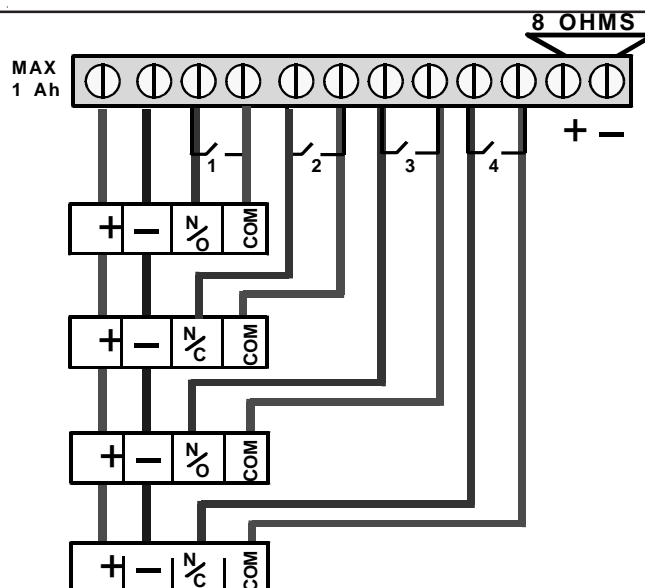 8 OHMS
MAX
1 Ah
+ −
1 2 3 4
+ − N/O COM
+ − N/C COM
+ − N/O COM
+ − N/C COM